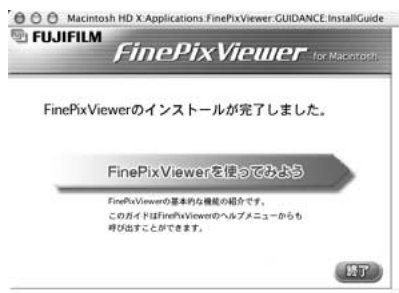 Macintosh HD X:Applications:FinePixViewer:GUIDANCE:InstallGuide
FUJIFILM
FinePixViewer for Macintosh
FinePixViewerのインストールが完了しました。
FinePixViewerを使ってみよう
FinePixViewerの基本的な機能の紹介です。
このガイドはFinePixViewerのヘルプメニューからも
呼び出すことができます。
終了